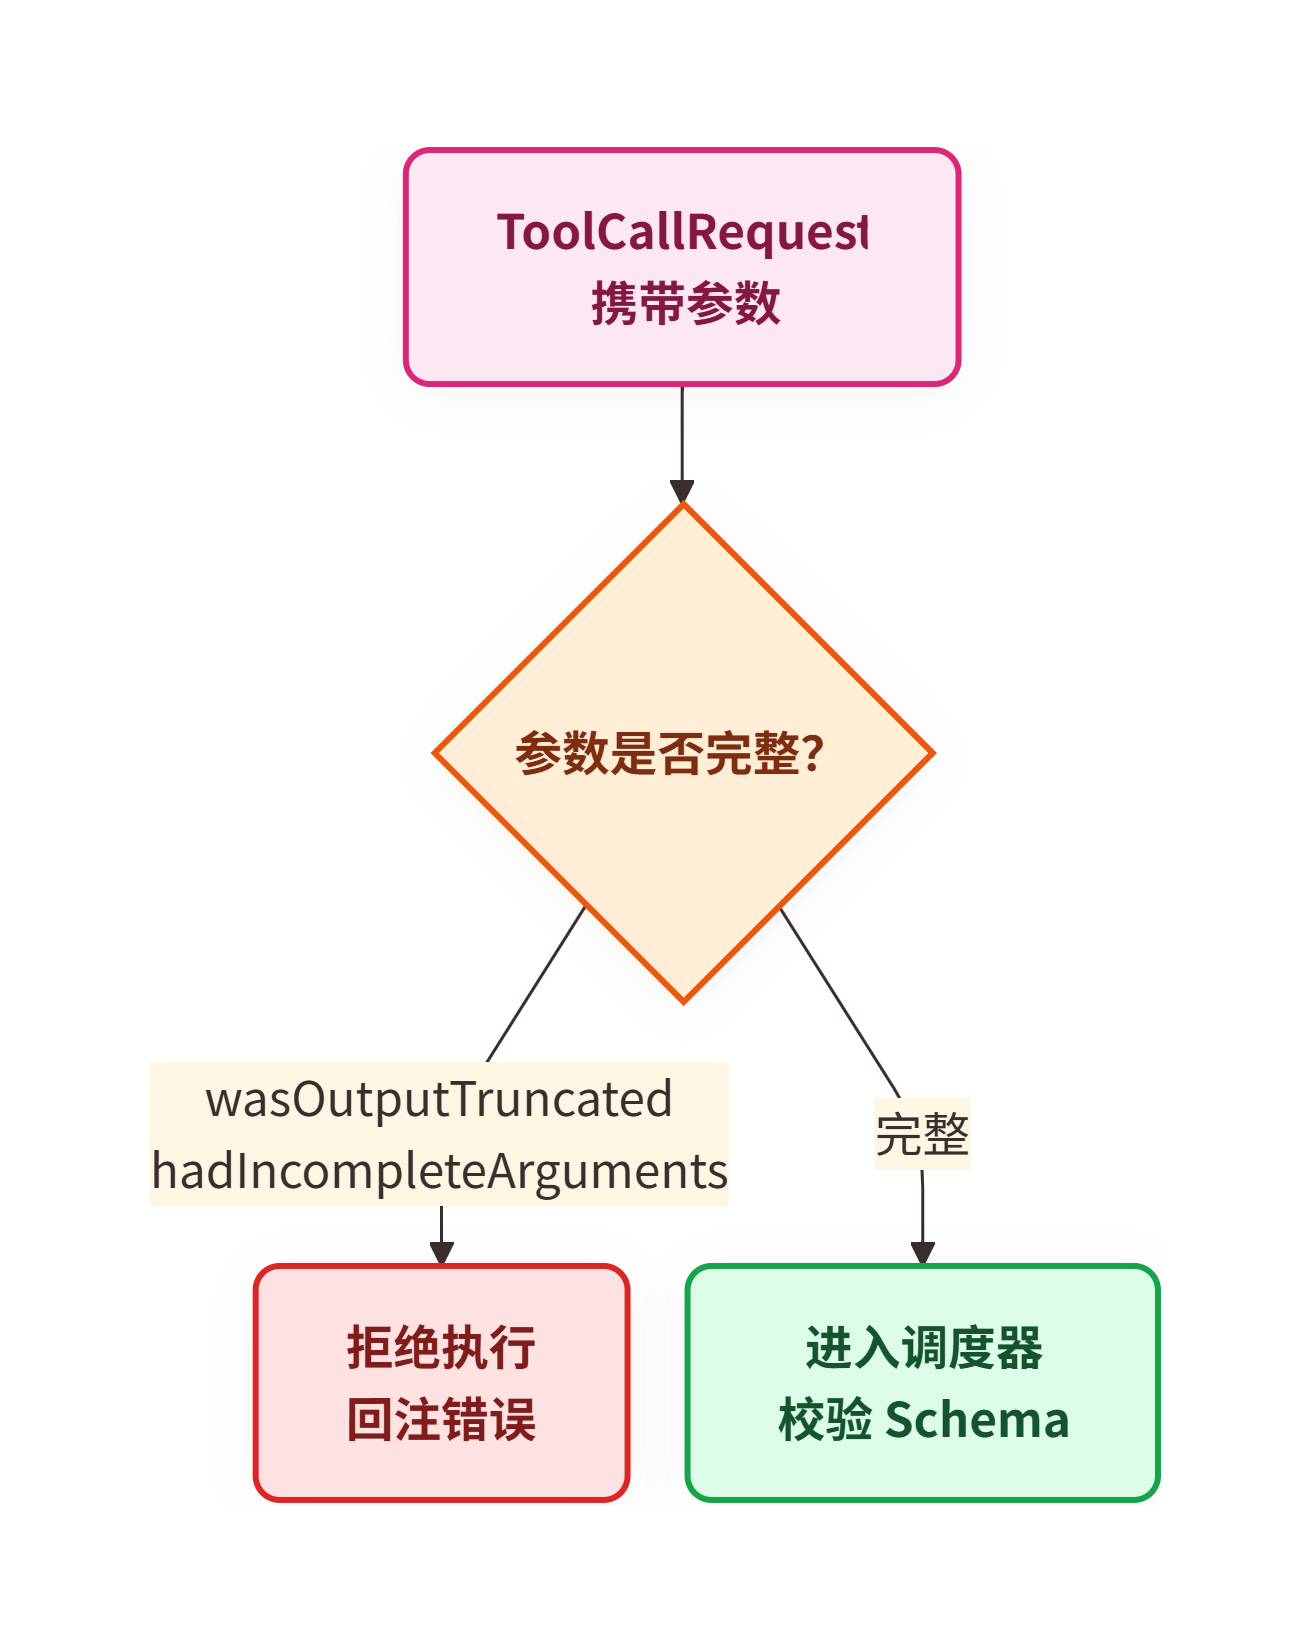 ToolCallRequest
携带参数
参数是否完整?
wasOutputTruncated
hadIncompleteArguments
完整
拒绝执行
回注错误
进入调度器
校验 Schema